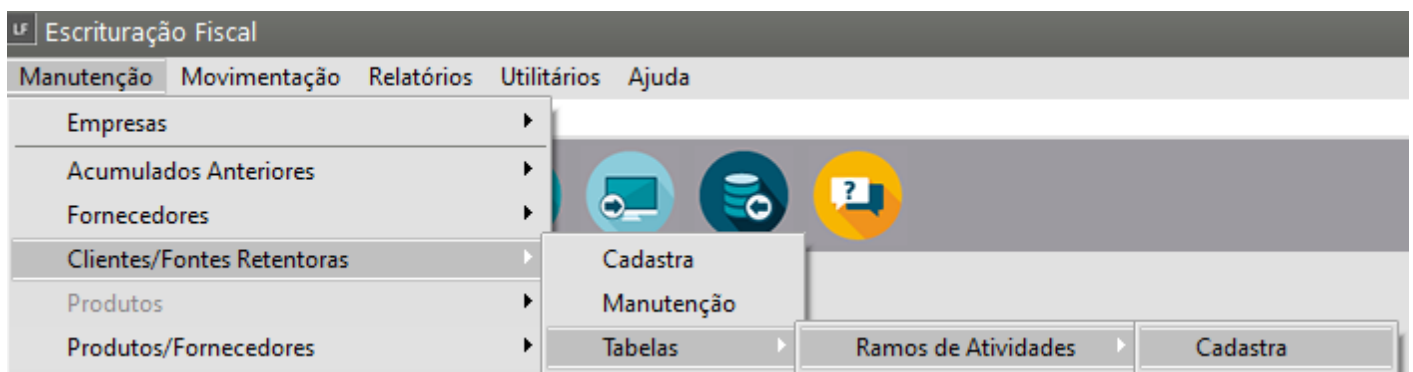 LF Escrituração Fiscal
Manutenção Movimentação Relatórios Utilitários Ajuda
Empresas
Acumulados Anteriores
Fornecedores
?
Clientes/Fontes Retentoras Cadastra
Produtos Manutenção
Produtos/Fornecedores Tabelas Ramos de Atividades Cadastra